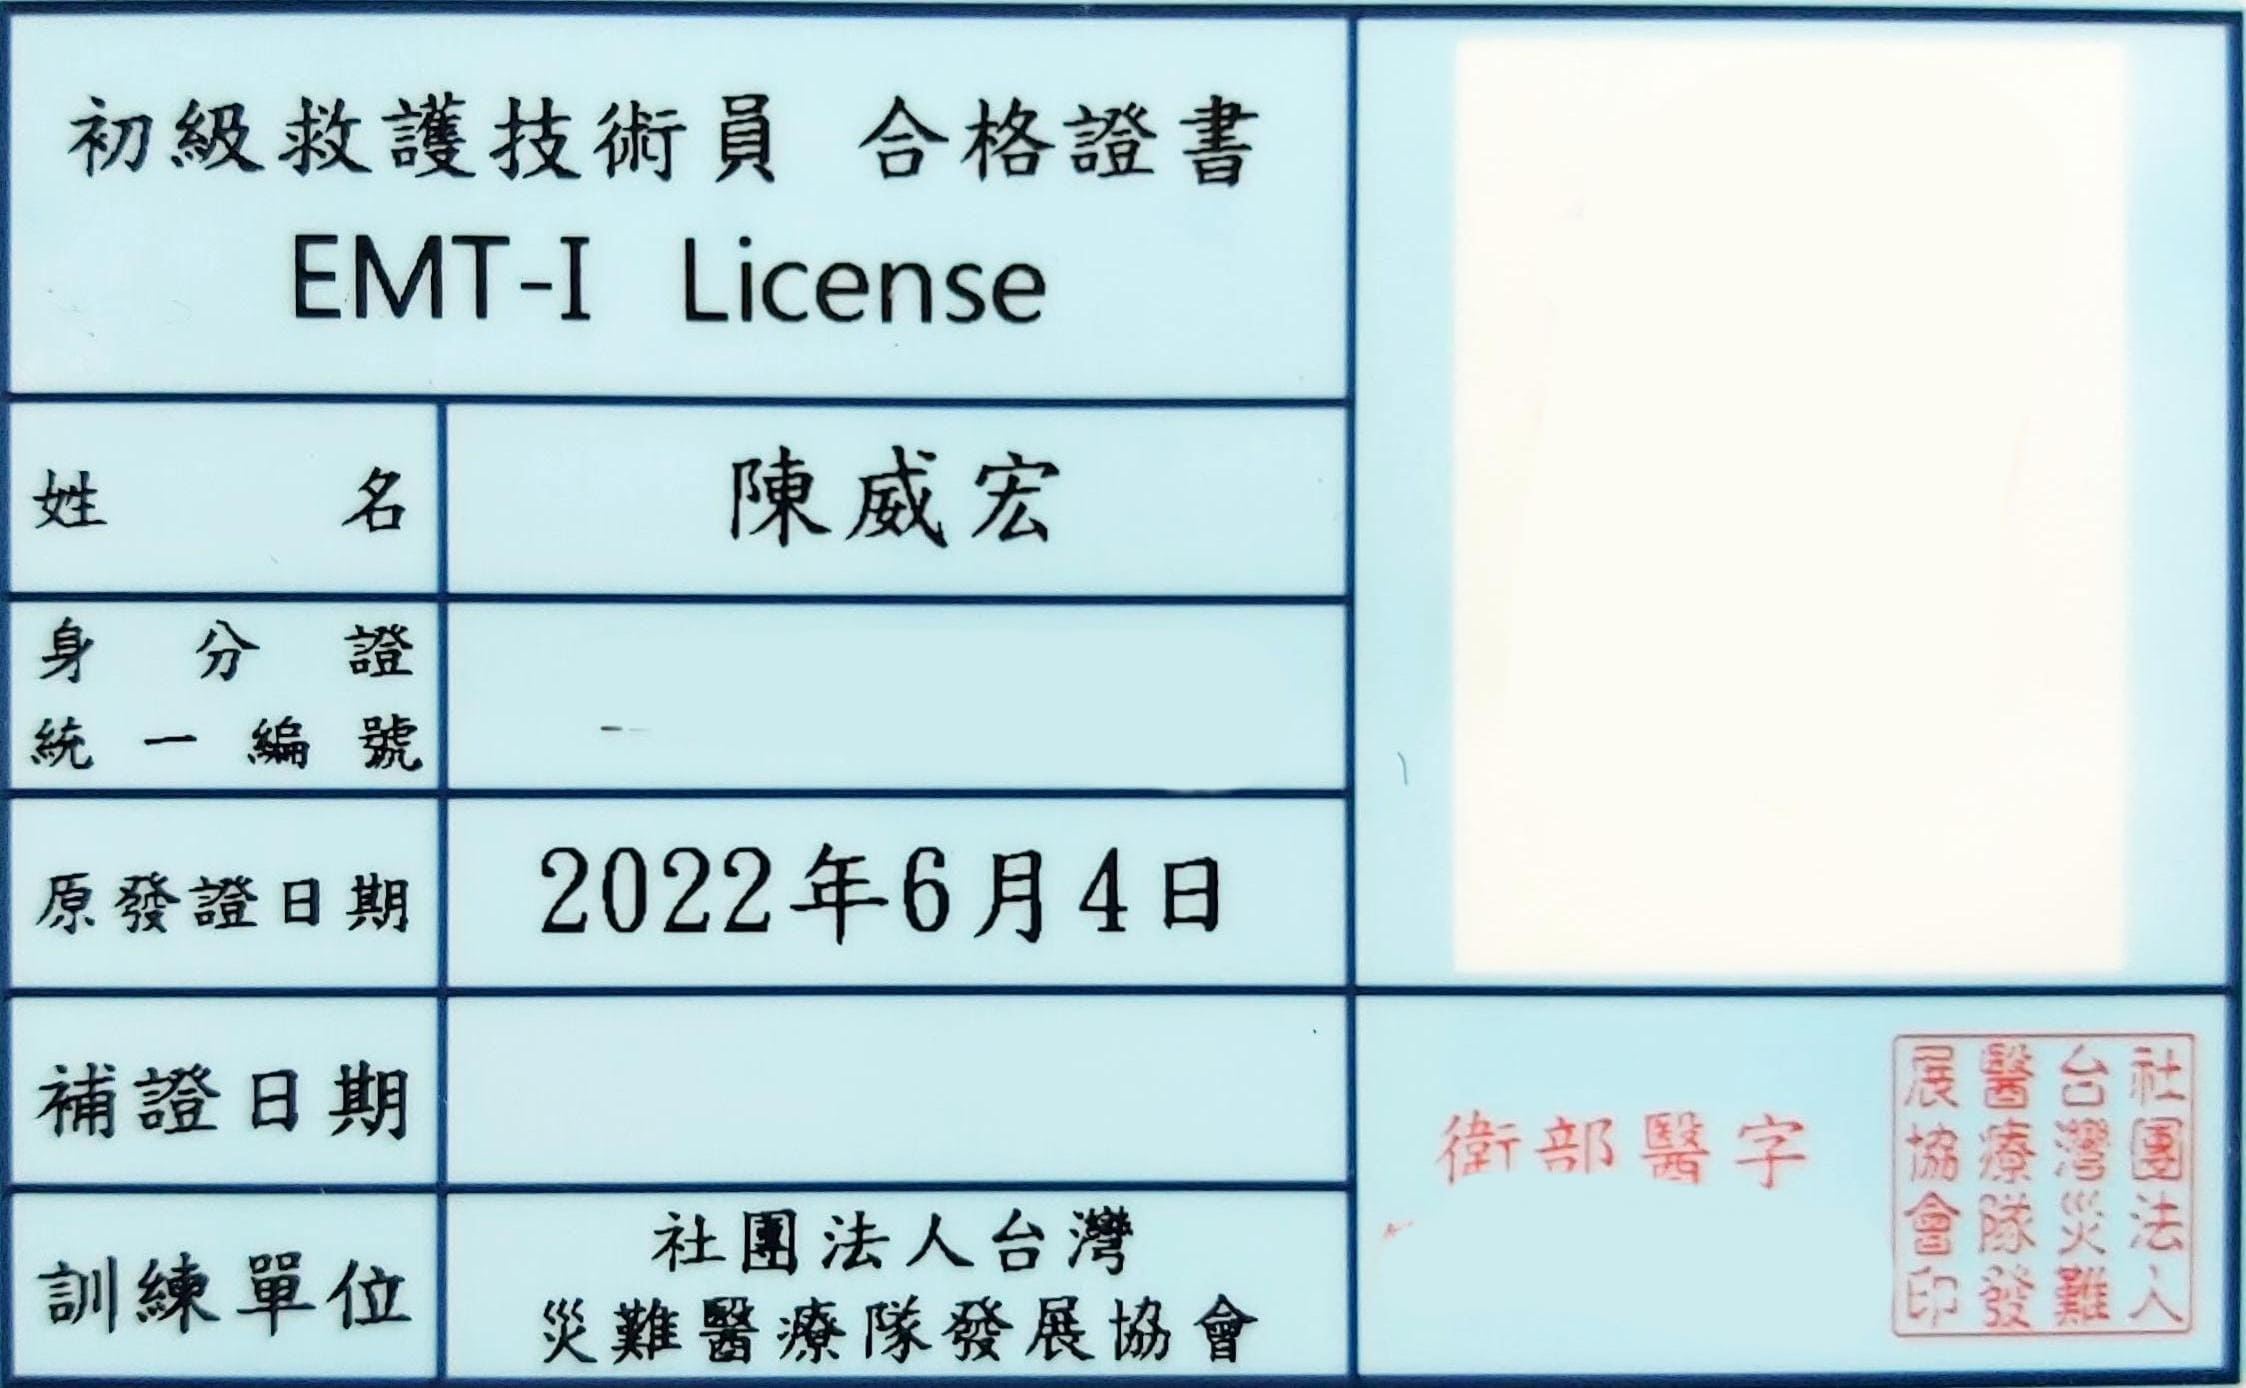 初級救護技術員 合格證書
EMT-I License
姓名
陳威宏
身分證
統一編號
原發證日期
2022年6月4日
補證日期
訓練單位
社團法人台灣
災難醫療隊發展協會
衛部醫字
社團法人
台灣災難
醫療隊發
展協會印